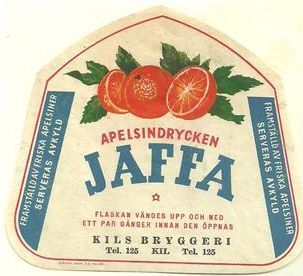 APELSINDRYCKEN
JAFFA
FRAMSTÄLLD AV FRISKA APELSINER
SERVERAS AVKYLD
FRAMSTÄLLD AV FRISKA APELSINER
SERVERAS AVKYLD
FLASKAN VÄNDES UPP OCH NED
ETT PAR GÅNGER INNAN DEN ÖPPNAS
KILS BRYGGERI
Tel. 125 KIL Tel. 125